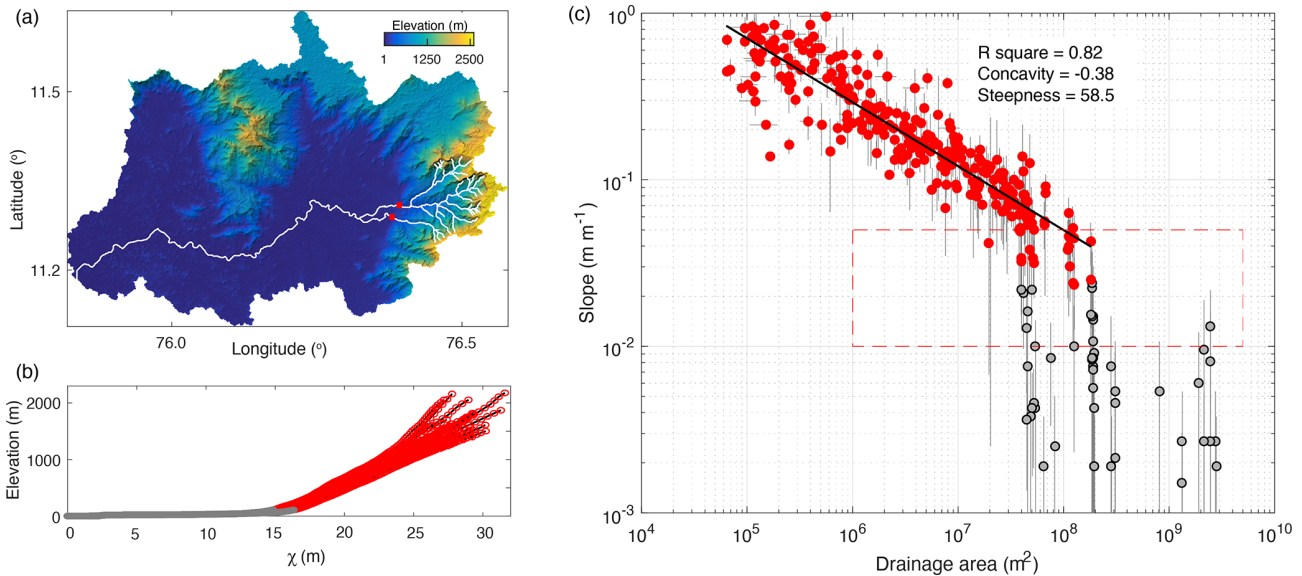 (a)
Elevation (m)
1 1250 2500
11.5
11.2
Latitude (º)
76.0 76.5
Longitude (º)
(b)
2000
1000
0
Elevation (m)
0 5 10 15 20 25 30
χ (m)
(c)
R square = 0.82
Concavity = -0.38
Steepness = 58.5
10⁰
10⁻¹
10⁻²
10⁻³
Slope (m m⁻¹)
10⁴ 10⁵ 10⁶ 10⁷ 10⁸ 10⁹ 10¹⁰
Drainage area (m²)